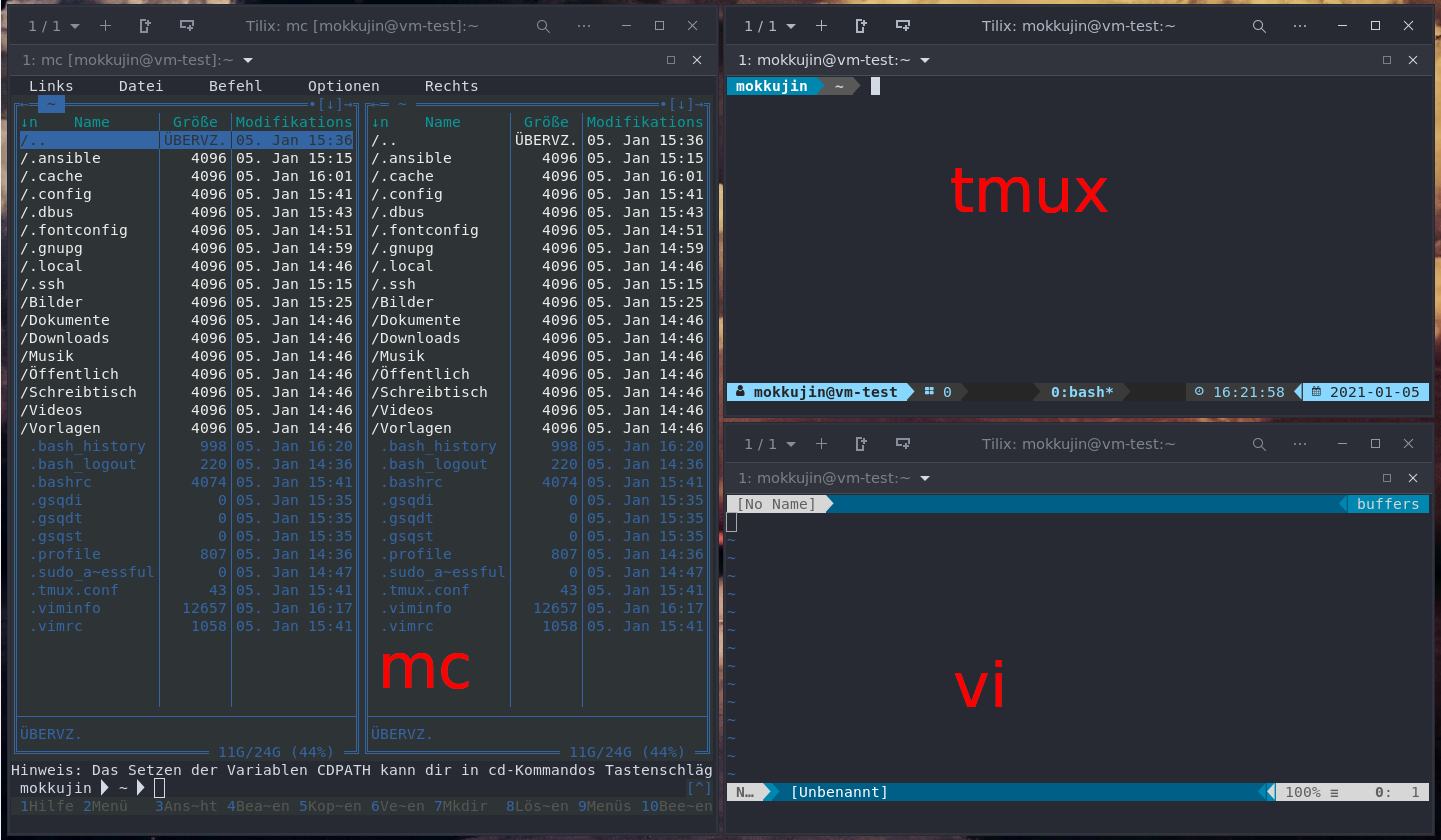 1 / 1 Tilix: mc [mokkujin@vm-test]:~
1: mc [mokkujin@vm-test]:~
Links Datei Befehl Optionen Rechts
~ [↓] ~ [↓]
↓n Name Größe Modifikations ↓n Name Größe Modifikations
/.. ÜBERVZ. 05. Jan 15:36 /.. ÜBERVZ. 05. Jan 15:36
/.ansible 4096 05. Jan 15:15 /.ansible 4096 05. Jan 15:15
/.cache 4096 05. Jan 16:01 /.cache 4096 05. Jan 16:01
/.config 4096 05. Jan 15:41 /.config 4096 05. Jan 15:41
/.dbus 4096 05. Jan 15:43 /.dbus 4096 05. Jan 15:43
/.fontconfig 4096 05. Jan 14:51 /.fontconfig 4096 05. Jan 14:51
/.gnupg 4096 05. Jan 14:59 /.gnupg 4096 05. Jan 14:59
/.local 4096 05. Jan 14:46 /.local 4096 05. Jan 14:46
/.ssh 4096 05. Jan 15:15 /.ssh 4096 05. Jan 15:15
/Bilder 4096 05. Jan 15:25 /Bilder 4096 05. Jan 15:25
/Dokumente 4096 05. Jan 14:46 /Dokumente 4096 05. Jan 14:46
/Downloads 4096 05. Jan 14:46 /Downloads 4096 05. Jan 14:46
/Musik 4096 05. Jan 14:46 /Musik 4096 05. Jan 14:46
/Öffentlich 4096 05. Jan 14:46 /Öffentlich 4096 05. Jan 14:46
/Schreibtisch 4096 05. Jan 14:46 /Schreibtisch 4096 05. Jan 14:46
/Videos 4096 05. Jan 14:46 /Videos 4096 05. Jan 14:46
/Vorlagen 4096 05. Jan 14:46 /Vorlagen 4096 05. Jan 14:46
.bash_history 998 05. Jan 16:20 .bash_history 998 05. Jan 16:20
.bash_logout 220 05. Jan 14:36 .bash_logout 220 05. Jan 14:36
.bashrc 4074 05. Jan 15:41 .bashrc 4074 05. Jan 15:41
.gsqdi 0 05. Jan 15:35 .gsqdi 0 05. Jan 15:35
.gsqdt 0 05. Jan 15:35 .gsqdt 0 05. Jan 15:35
.gsqst 0 05. Jan 15:35 .gsqst 0 05. Jan 15:35
.profile 807 05. Jan 14:36 .profile 807 05. Jan 14:36
.sudo_a~essful 0 05. Jan 14:47 .sudo_a~essful 0 05. Jan 14:47
.tmux.conf 43 05. Jan 15:41 .tmux.conf 43 05. Jan 15:41
.viminfo 12657 05. Jan 16:17 .viminfo 12657 05. Jan 16:17
.vimrc 1058 05. Jan 15:41 .vimrc 1058 05. Jan 15:41
mc
ÜBERVZ. ÜBERVZ.
11G/24G (44%) 11G/24G (44%)
Hinweis: Das Setzen der Variablen CDPATH kann dir in cd-Kommandos Tastenschläg
mokkujin ~ [^]
1Hilfe 2Menü 3Ans~ht 4Bea~en 5Kop~en 6Ve~en 7Mkdir 8Lös~en 9Menüs 10Bee~en
1 / 1 Tilix: mokkujin@vm-test:~
1: mokkujin@vm-test:~
mokkujin ~
tmux
mokkujin@vm-test 0 0:bash* 16:21:58 2021-01-05
1 / 1 Tilix: mokkujin@vm-test:~
1: mokkujin@vm-test:~
[No Name] buffers
~
~
~
~
~
~
~
~
~
~
~
~
~
~
vi
N… [Unbenannt] 100% ≡ 0: 1